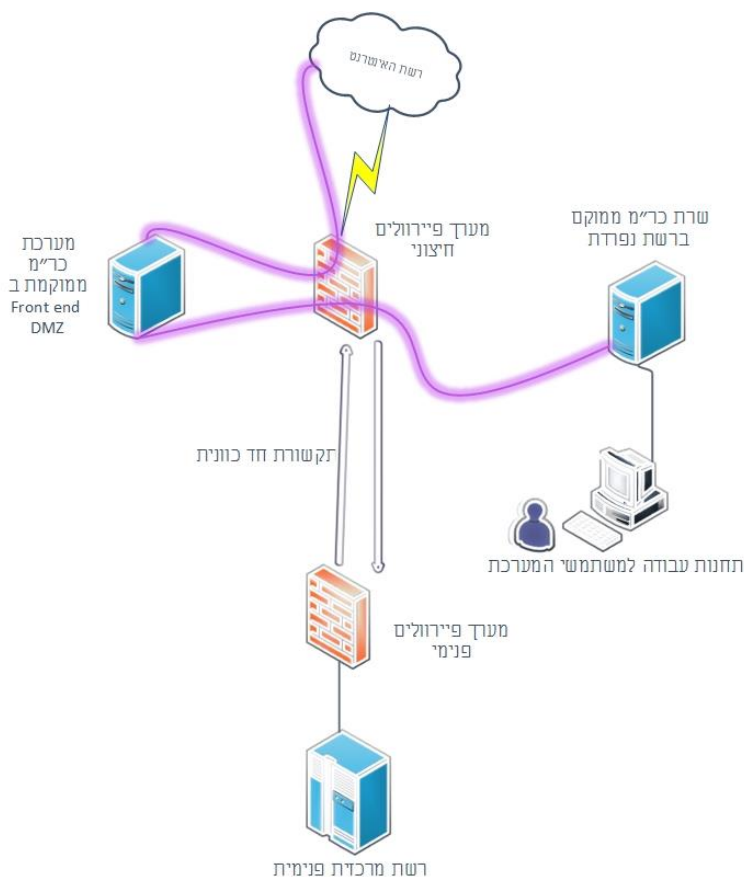 רשת האינטרנט
מערך פיירוולים
חיצוני
שרת כר״מ ממוקם
ברשת נפרדת
מערכת
כר״מ
ממוקמת ב
Front end
DMZ
תקשורת חד כוונית
תחנות עבודה למשתמשי המערכת
מערך פיירוולים
פנימי
רשת מרכזית פנימית